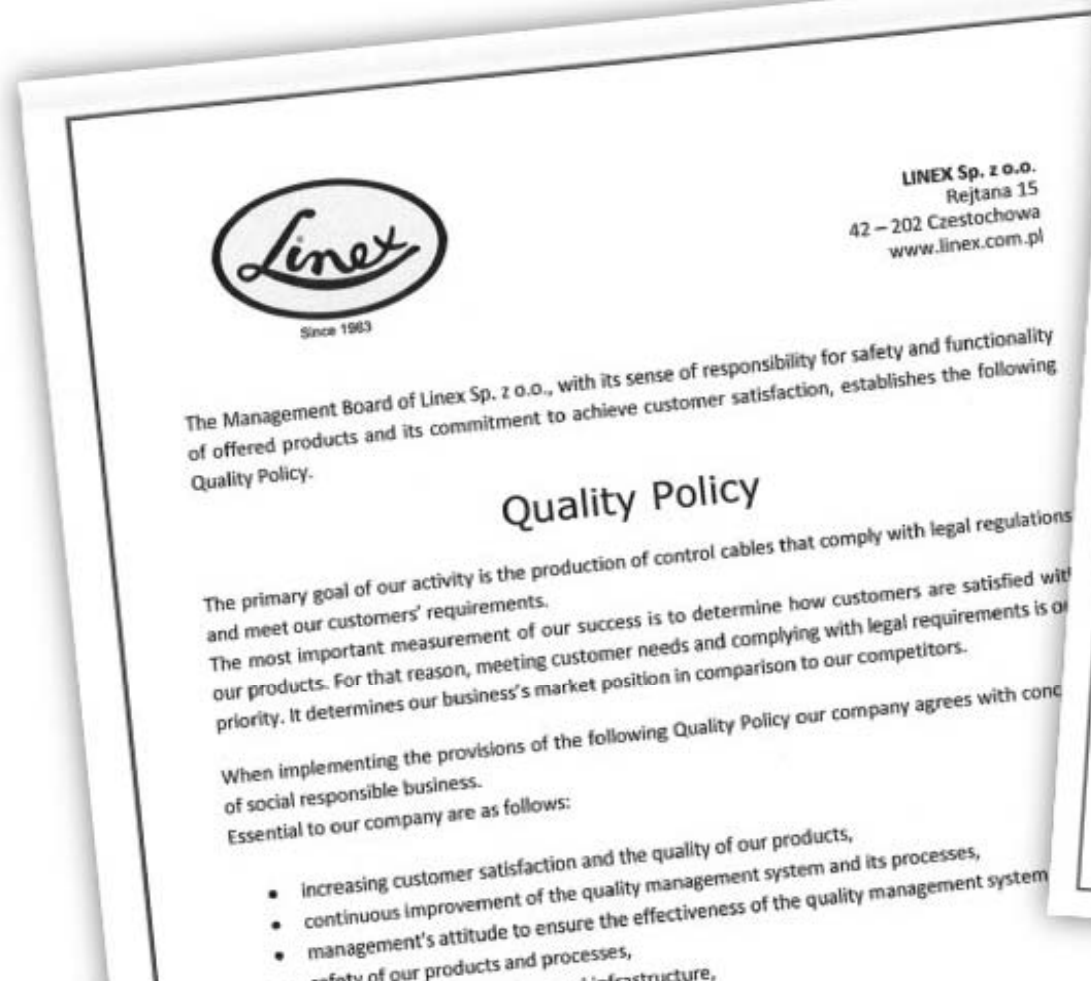 Linex
Since 1963
LINEX Sp. z o.o.
Rejtana 15
42 – 202 Czestochowa
www.linex.com.pl
The Management Board of Linex Sp. z o.o., with its sense of responsibility for safety and functionality
of offered products and its commitment to achieve customer satisfaction, establishes the following
Quality Policy.
Quality Policy
The primary goal of our activity is the production of control cables that comply with legal regulations
and meet our customers' requirements.
The most important measurement of our success is to determine how customers are satisfied
our products. For that reason, meeting customer needs and complying with legal requirements is
priority. It determines our business's market position in comparison to our competitors.
When implementing the provisions of the following Quality Policy our company agrees with
of social responsible business.
Essential to our company are as follows:
• increasing customer satisfaction and the quality of our products,
• continuous improvement of the quality management system and its processes,
• management's attitude to ensure the effectiveness of the quality management system
safety of our products and processes,
infrastructure,